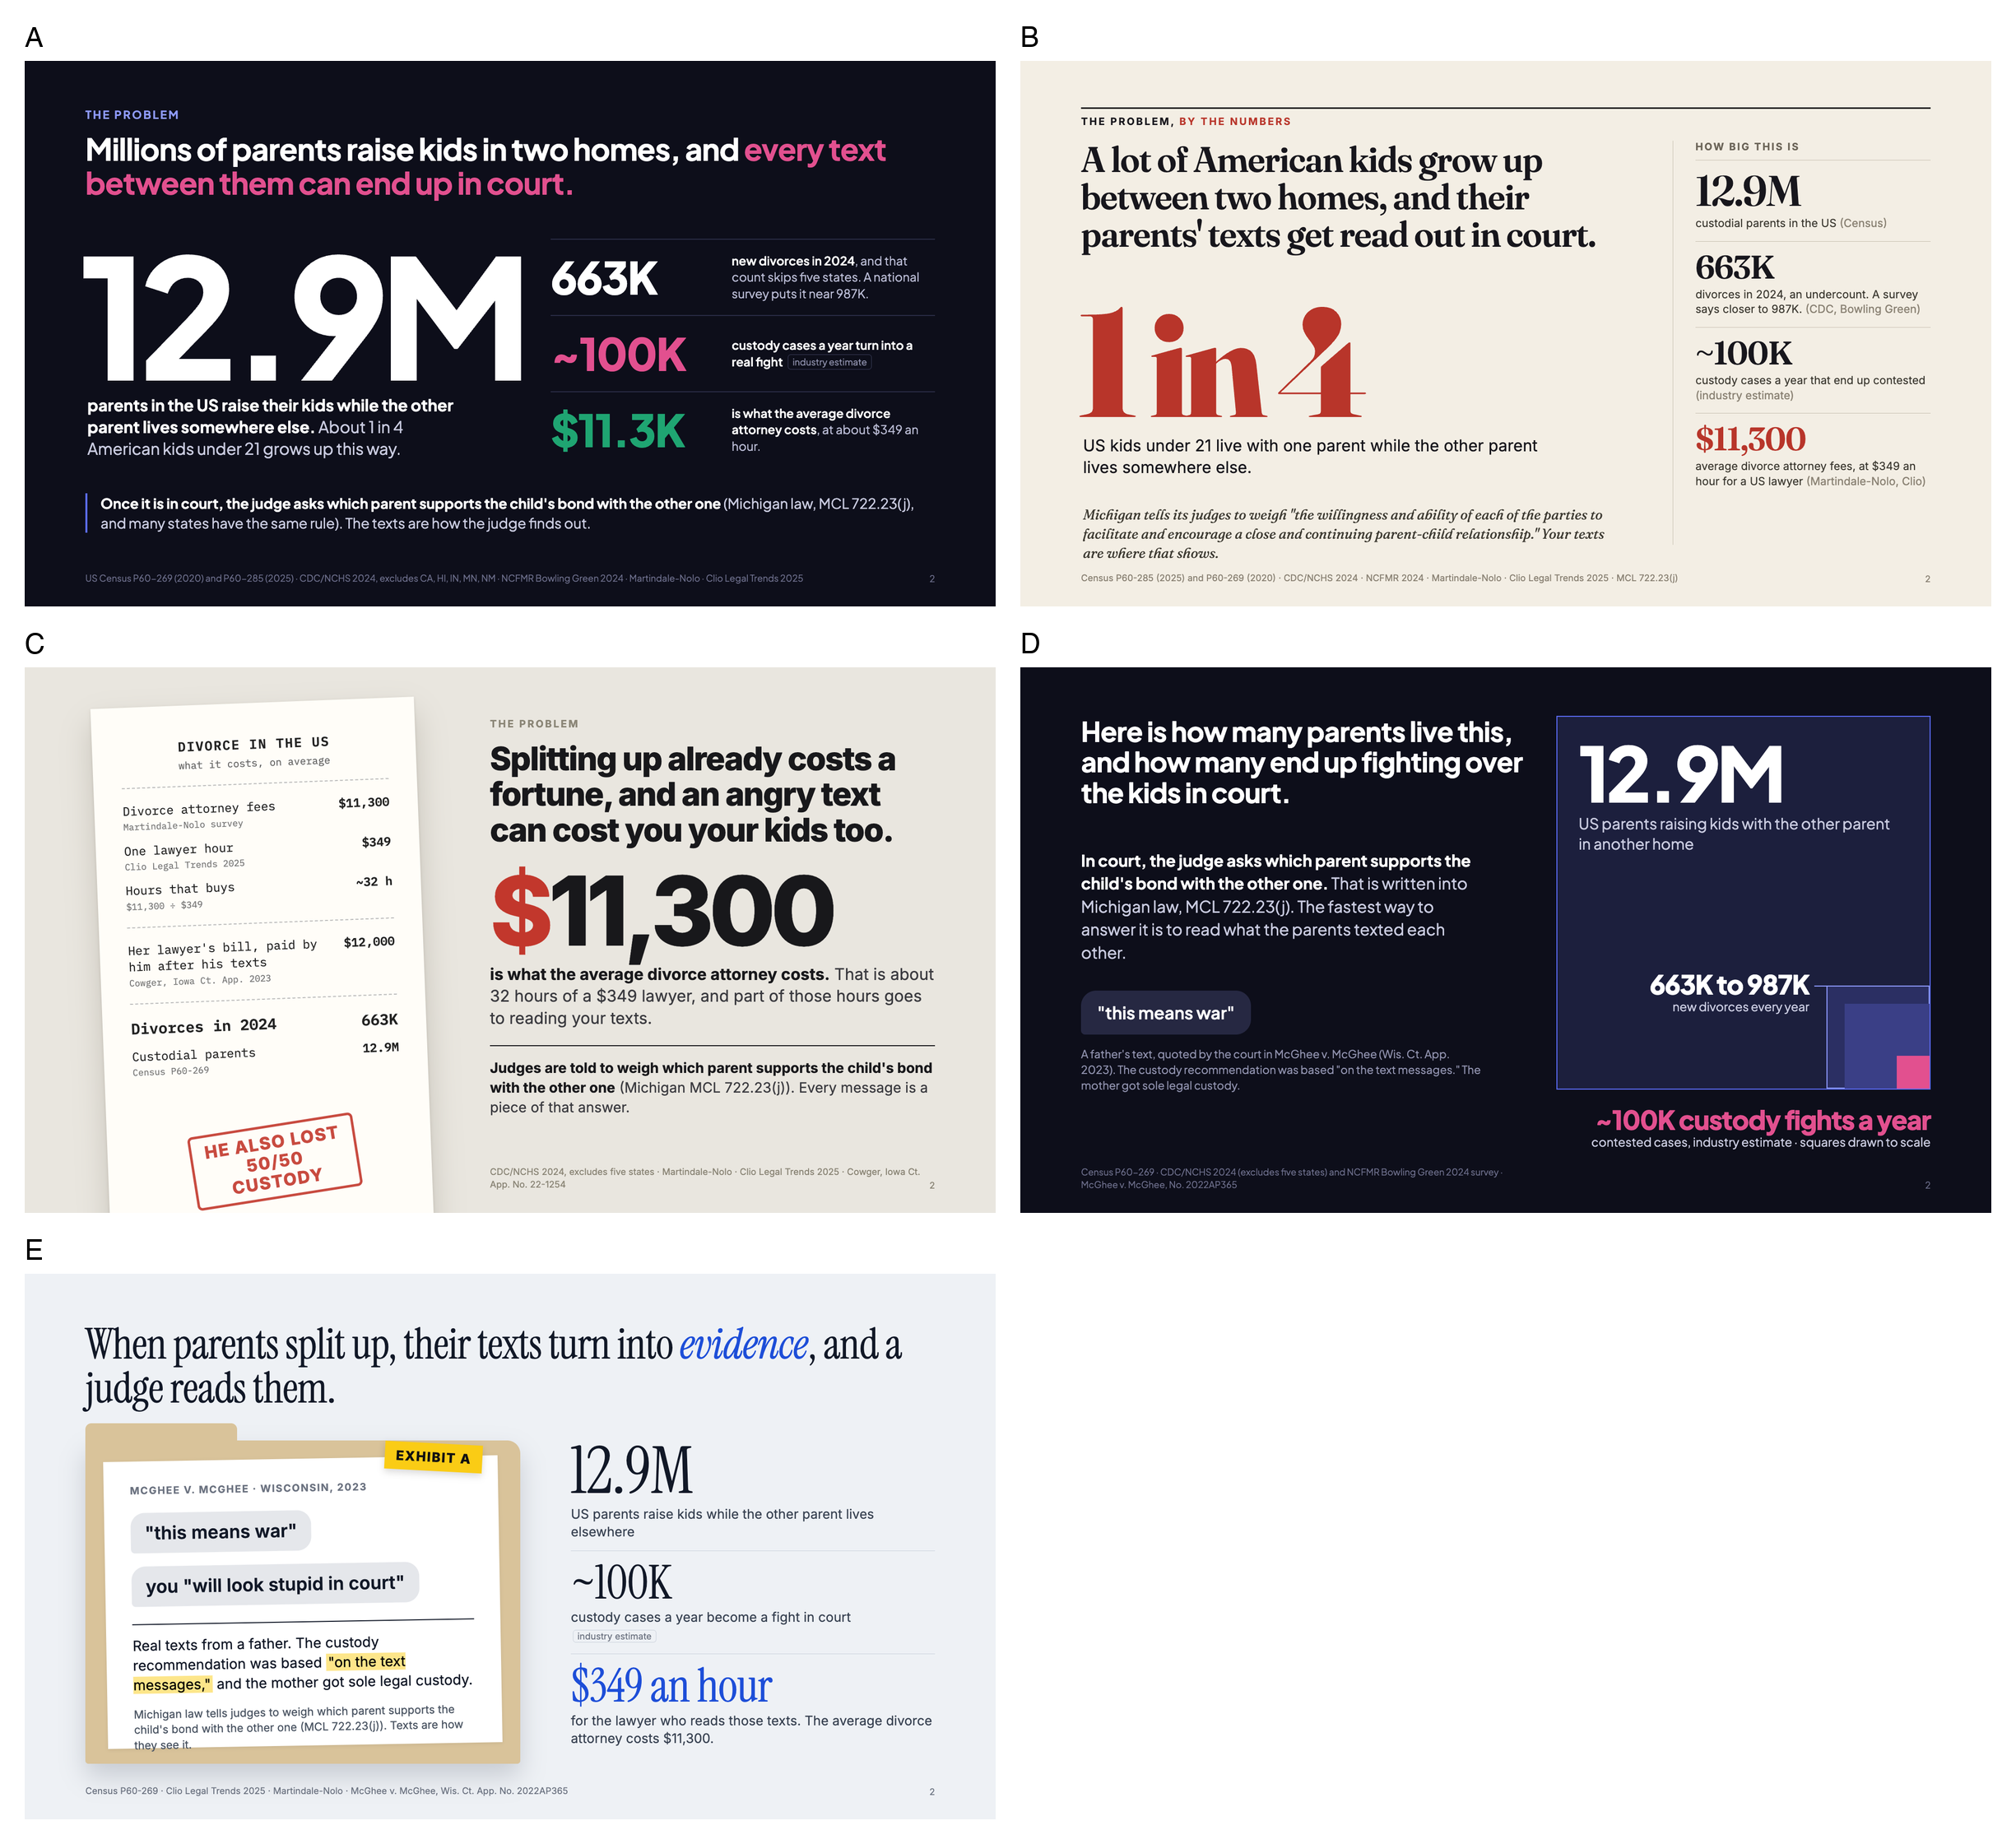 A
THE PROBLEM
Millions of parents raise kids in two homes, and every text
between them can end up in court.
12.9M
parents in the US raise their kids while the other
parent lives somewhere else. About 1 in 4
American kids under 21 grows up this way.
663K
new divorces in 2024, and that
count skips five states. A national
survey puts it near 987K.
~100K
custody cases a year turn into a
real fight industry estimate
$11.3K
is what the average divorce
attorney costs, at about $349 an
hour.
Once it is in court, the judge asks which parent supports the child's bond with the other one (Michigan law, MCL 722.23(j),
and many states have the same rule). The texts are how the judge finds out.
US Census P60-269 (2020) and P60-285 (2025) · CDC/NCHS 2024, excludes CA, HI, IN, MN, NM · NCFMR Bowling Green 2024 · Martindale-Nolo · Clio Legal Trends 2025
2
B
THE PROBLEM, BY THE NUMBERS
A lot of American kids grow up
between two homes, and their
parents' texts get read out in court.
1 in 4
US kids under 21 live with one parent while the other parent
lives somewhere else.
Michigan tells its judges to weigh "the willingness and ability of each of the parties to
facilitate and encourage a close and continuing parent-child relationship." Your texts
are where that shows.
HOW BIG THIS IS
12.9M
custodial parents in the US (Census)
663K
divorces in 2024, an undercount. A survey
says closer to 987K. (CDC, Bowling Green)
~100K
custody cases a year that end up contested
(industry estimate)
$11,300
average divorce attorney fees, at $349 an
hour for a US lawyer (Martindale-Nolo, Clio)
Census P60-285 (2025) and P60-269 (2020) · CDC/NCHS 2024 · NCFMR 2024 · Martindale-Nolo · Clio Legal Trends 2025 · MCL 722.23(j)
2
C
DIVORCE IN THE US
what it costs, on average
Divorce attorney fees $11,300
Martindale-Nolo survey
One lawyer hour $349
Clio Legal Trends 2025
Hours that buys ~32 h
$11,300 ÷ $349
Her lawyer's bill, paid by $12,000
him after his texts
Cowger, Iowa Ct. App. 2023
Divorces in 2024 663K
Custodial parents 12.9M
Census P60-269
HE ALSO LOST
50/50
CUSTODY
THE PROBLEM
Splitting up already costs a
fortune, and an angry text
can cost you your kids too.
$11,300
is what the average divorce attorney costs. That is about
32 hours of a $349 lawyer, and part of those hours goes
to reading your texts.
Judges are told to weigh which parent supports the child's bond
with the other one (Michigan MCL 722.23(j)). Every message is a
piece of that answer.
CDC/NCHS 2024, excludes five states · Martindale-Nolo · Clio Legal Trends 2025 · Cowger, Iowa Ct.
App. No. 22-1254
2
D
Here is how many parents live this,
and how many end up fighting over
the kids in court.
In court, the judge asks which parent supports the
child's bond with the other one. That is written into
Michigan law, MCL 722.23(j). The fastest way to
answer it is to read what the parents texted each
other.
"this means war"
A father's text, quoted by the court in McGhee v. McGhee (Wis. Ct. App.
2023). The custody recommendation was based "on the text messages." The
mother got sole legal custody.
12.9M
US parents raising kids with the other parent
in another home
663K to 987K
new divorces every year
~100K custody fights a year
contested cases, industry estimate · squares drawn to scale
Census P60-269 · CDC/NCHS 2024 (excludes five states) and NCFMR Bowling Green 2024 survey ·
McGhee v. McGhee, No. 2022AP365
2
E
When parents split up, their texts turn into evidence, and a
judge reads them.
EXHIBIT A
MCGHEE V. MCGHEE · WISCONSIN, 2023
"this means war"
you "will look stupid in court"
Real texts from a father. The custody
recommendation was based "on the text
messages," and the mother got sole legal custody.
Michigan law tells judges to weigh which parent supports the
child's bond with the other one (MCL 722.23(j)). Texts are how
they see it.
12.9M
US parents raise kids while the other parent lives
elsewhere
~100K
custody cases a year become a fight in court
industry estimate
$349 an hour
for the lawyer who reads those texts. The average divorce
attorney costs $11,300.
Census P60-269 · Clio Legal Trends 2025 · Martindale-Nolo · McGhee v. McGhee, Wis. Ct. App. No. 2022AP365
2